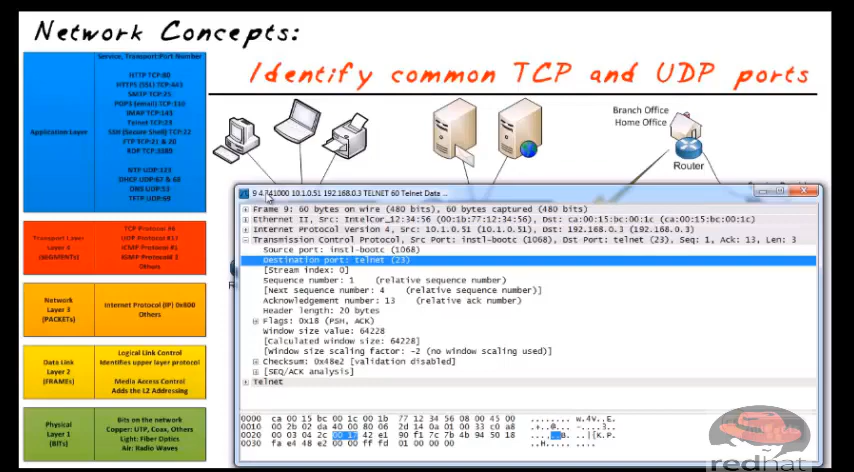 Network Concepts:
Identify common TCP and UDP ports
Service, Transport:Port Number
HTTP TCP:80
HTTPS (SSL) TCP:443
SMTP TCP:25
POP3 (email) TCP:110
IMAP TCP:143
Telnet TCP:23
SSH (Secure Shell) TCP:22
FTP TCP:21 & 20
RDP TCP:3389
NTP UDP:123
DHCP UDP:67 & 68
DNS UDP:53
TFTP UDP:69
Application Layer
TCP Protocol #6
UDP Protocol #17
ICMP Protocol #1
IGMP Protocol 2
Others
Transport Layer
Layer 4
(SEGMENTS)
Network
Layer 3
(PACKETS)
Internet Protocol (IP) 0x800
Others
Data Link
Layer 2
(FRAMES)
Logical Link Control
Identifies upper layer protocol
Media Access Control
Adds the L2 Addressing
Physical
Layer 1
(BITS)
Bits on the network
Copper: UTP, Coax, Others
Light: Fiber Optics
Air: Radio Waves
Branch Office
Home Office
Router
9 4.741000 10.1.0.51 192.168.0.3 TELNET 60 Telnet Data ...
Frame 9: 60 bytes on wire (480 bits), 60 bytes captured (480 bits)
Ethernet II, Src: IntelCor_12:34:56 (00:1b:77:12:34:56), Dst: ca:00:15:bc:00:1c (ca:00:15:bc:00:1c)
Internet Protocol Version 4, Src: 10.1.0.51 (10.1.0.51), Dst: 192.168.0.3 (192.168.0.3)
Transmission Control Protocol, Src Port: instl-bootc (1068), Dst Port: telnet (23), Seq: 1, Ack: 13, Len: 3
Source port: instl-bootc (1068)
Destination port: telnet (23)
[Stream index: 0]
Sequence number: 1 (relative sequence number)
[Next sequence number: 4 (relative sequence number)]
Acknowledgement number: 13 (relative ack number)
Header length: 20 bytes
Flags: 0x18 (PSH, ACK)
Window size value: 64228
[Calculated window size: 64228]
[Window size scaling factor: -2 (no window scaling used)]
Checksum: 0x48e2 [validation disabled]
[SEQ/ACK analysis]
Telnet
0000 ca 00 15 bc 00 1c 00 1b 77 12 34 56 08 00 45 00 ........ w.4V..E.
0010 00 2b 02 da 40 00 80 06 2d 14 0a 01 00 33 c0 a8 .+..@... -....3..
0020 00 03 04 2c 00 17 42 e1 90 f1 7c 7b 4b 94 50 18 ...,..B. ..|{K.P.
0030 fa e4 48 e2 00 00 ff fd 01 00 00 00 ..H..... ....
redhat